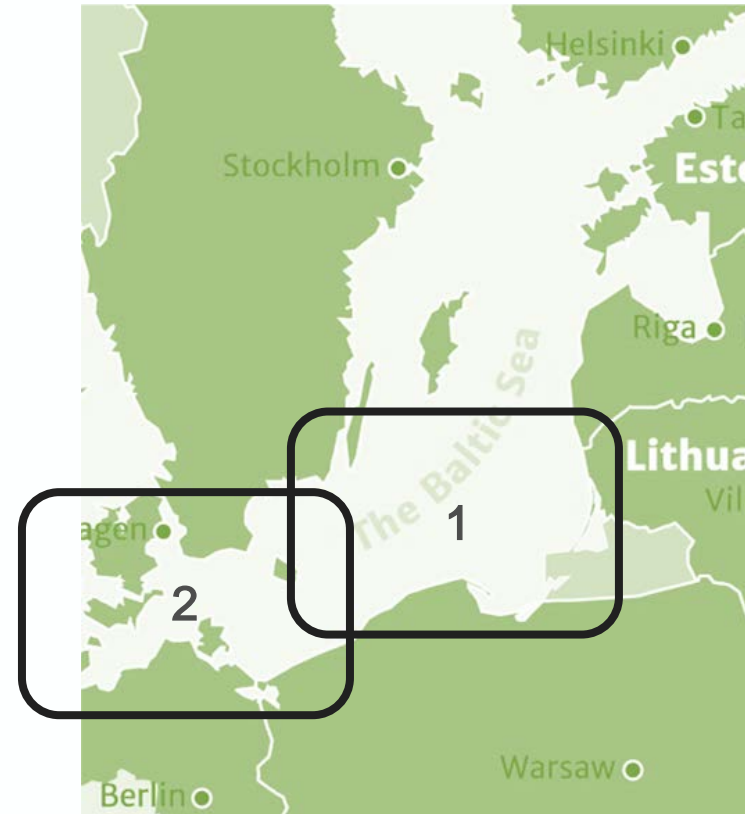 Helsinki
Ta
Stockholm
Esto
Riga
The Baltic Sea
Lithua
Vil
1
agen
2
Warsaw
Berlin